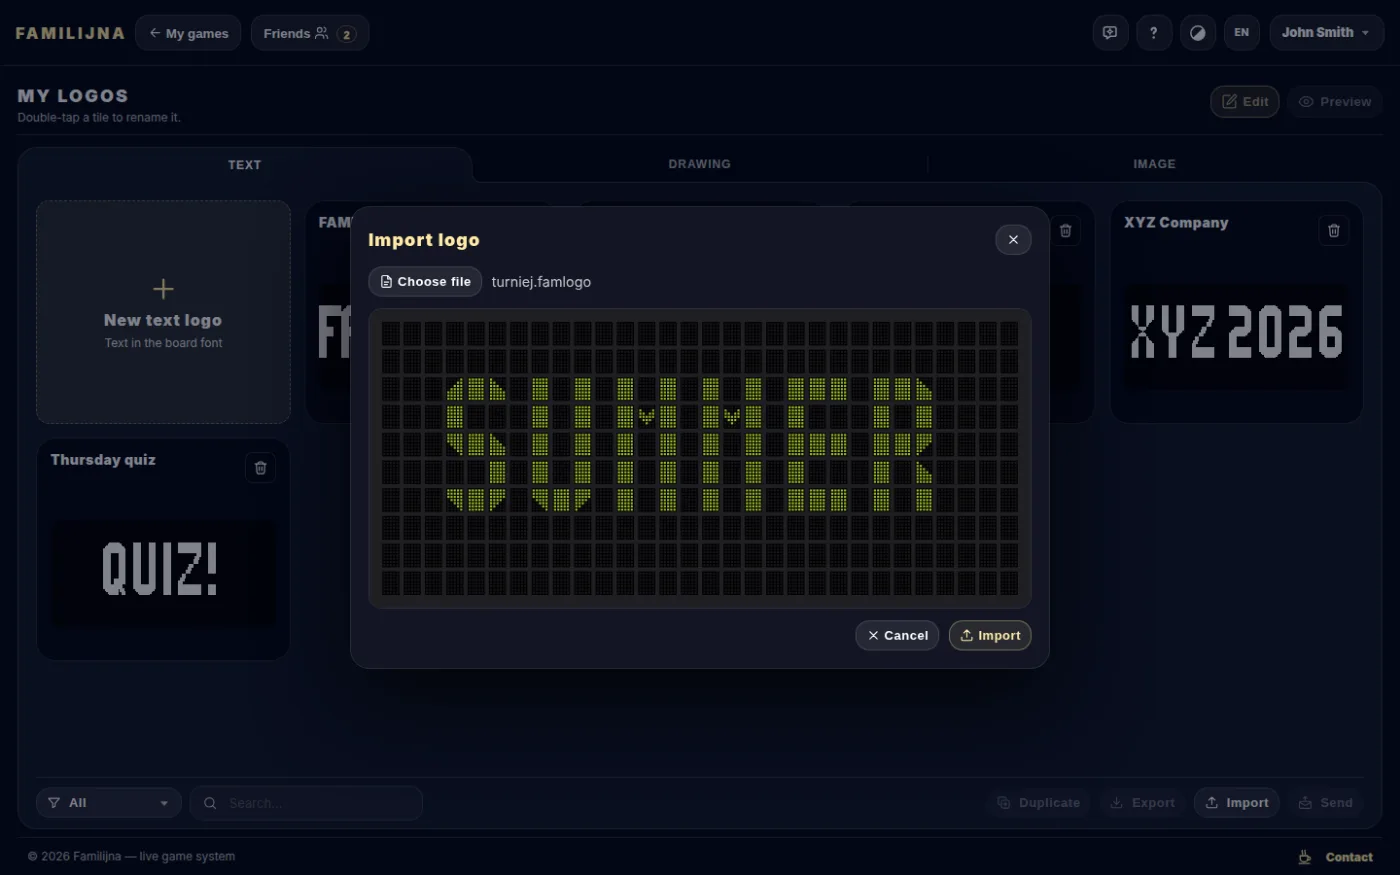 FAMILIJNA
My games
Friends 2
?
EN
John Smith
MY LOGOS
Double-tap a tile to rename it.
Edit
Preview
TEXT
DRAWING
IMAGE
New text logo
Text in the board font
FAM
XYZ Company
XYZ 2026
Import logo
Choose file
turniej.famlogo
SUMMER
Cancel
Import
Thursday quiz
QUIZ!
All
Search...
Duplicate
Export
Import
Send
© 2026 Familijna — live game system
Contact